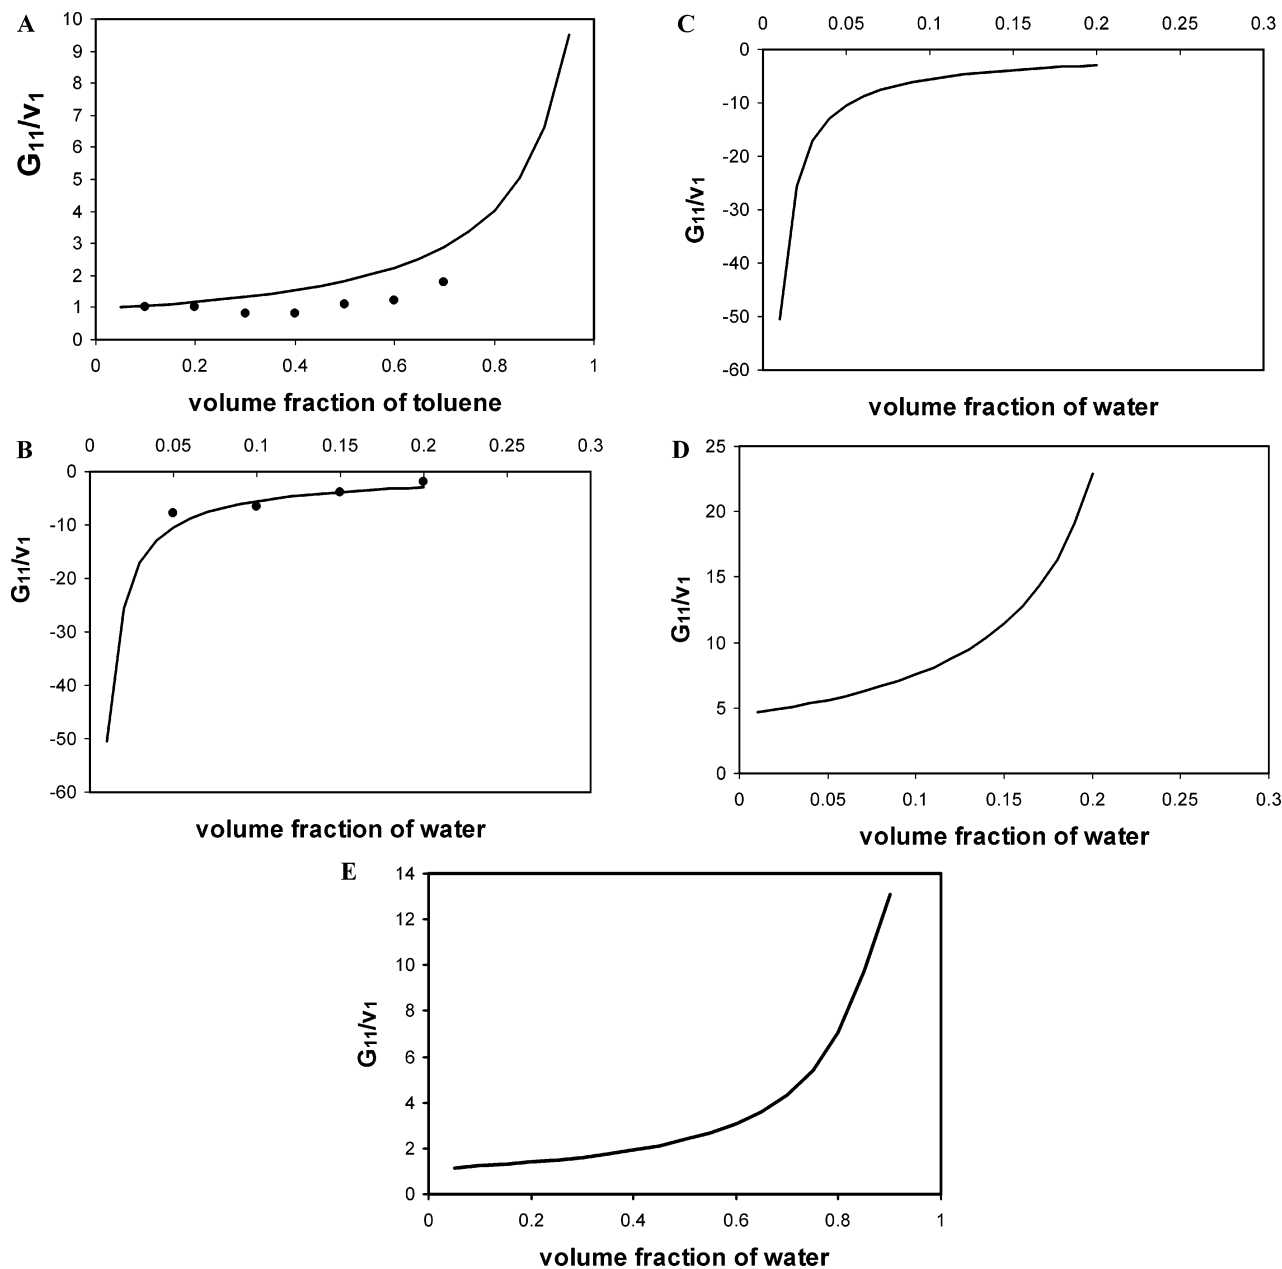 A
10
9
8
7
6
5
4
3
2
1
0
G11/v1
0 0.2 0.4 0.6 0.8 1
volume fraction of toluene
C
0 0.05 0.1 0.15 0.2 0.25 0.3
0
-10
-20
-30
-40
-50
-60
G11/v1
volume fraction of water
B
0 0.05 0.1 0.15 0.2 0.25 0.3
0
-10
-20
-30
-40
-50
-60
G11/v1
volume fraction of water
D
25
20
15
10
5
0
G11/v1
0 0.05 0.1 0.15 0.2 0.25 0.3
volume fraction of water
E
14
12
10
8
6
4
2
0
G11/v1
0 0.2 0.4 0.6 0.8 1
volume fraction of water